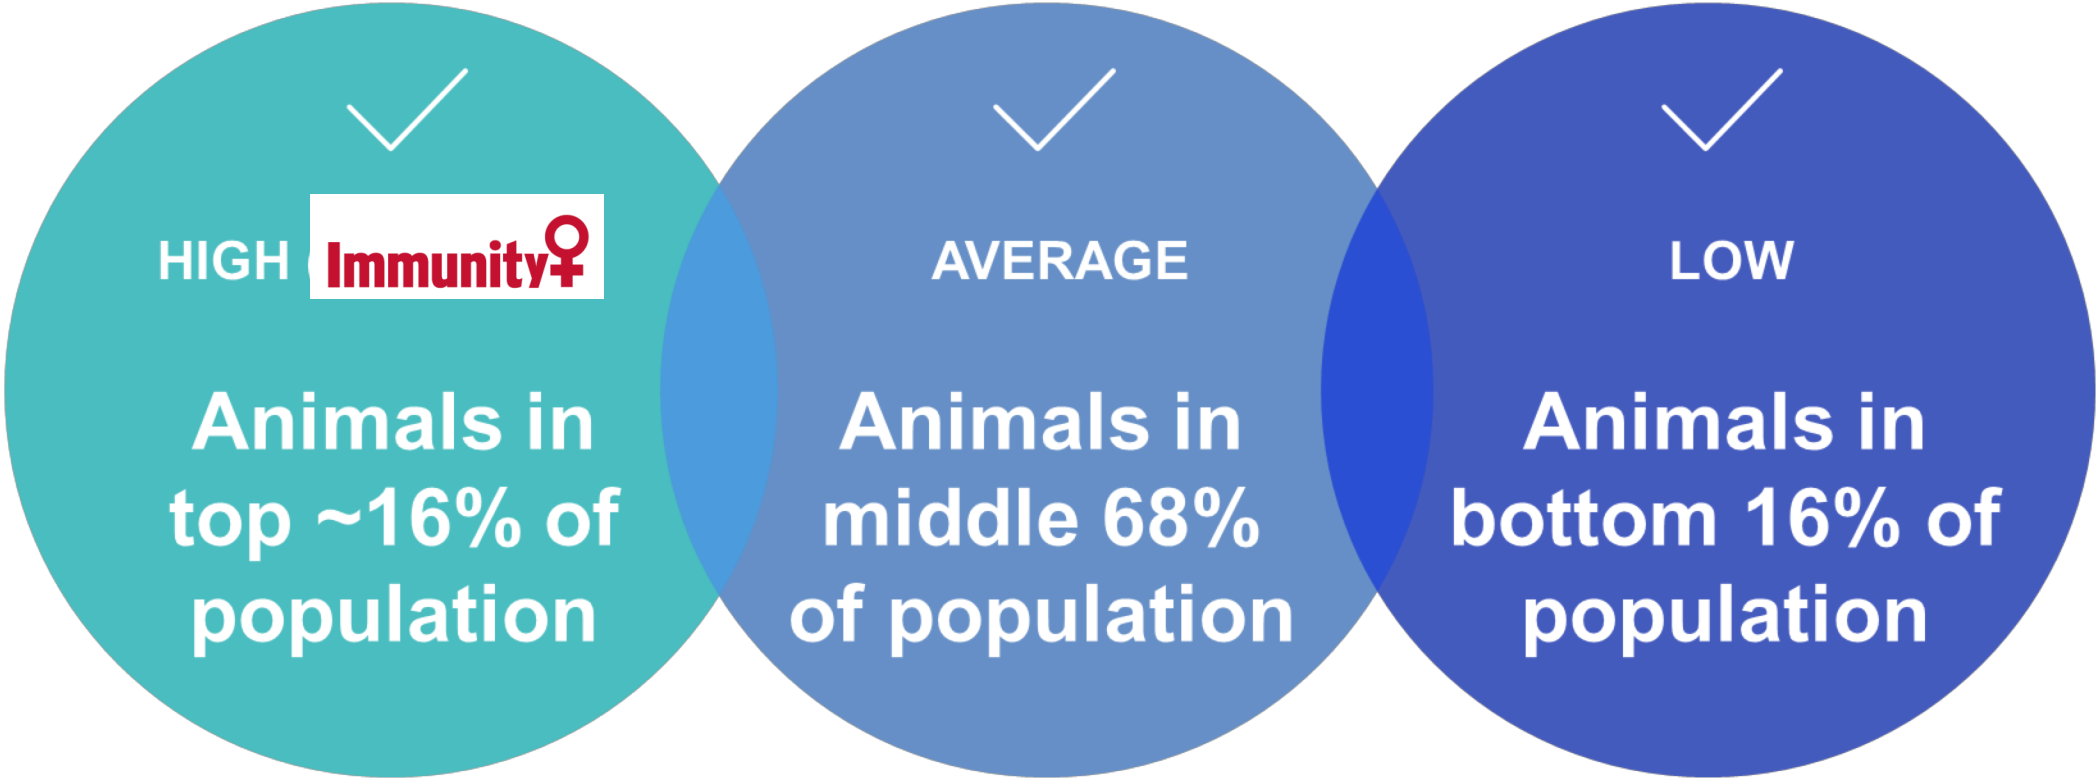 HIGH Immunity
Animals in
top ~16% of
population
AVERAGE
Animals in
middle 68%
of population
LOW
Animals in
bottom 16% of
population